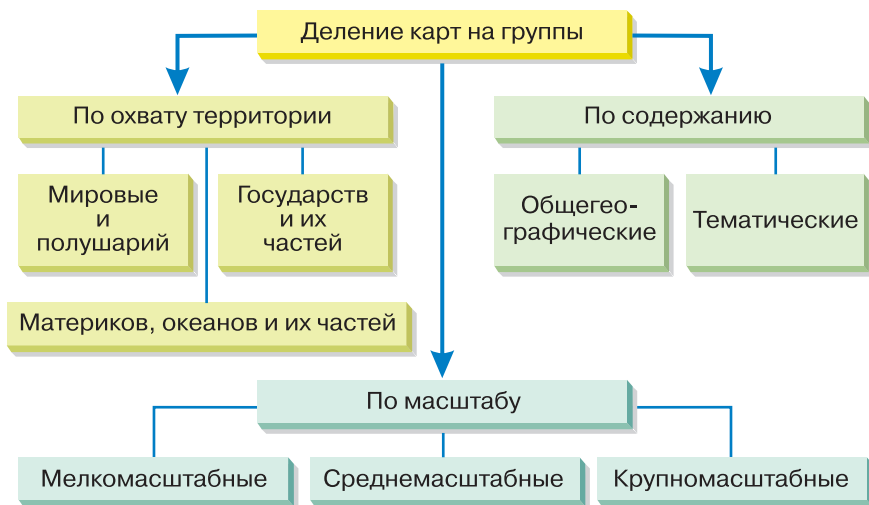 Деление карт на группы
По охвату территории
По содержанию
Мировые
и
полушарий
Государств
и их
частей
Общегео-
графические
Тематические
Материков, океанов и их частей
По масштабу
Мелкомасштабные
Среднемасштабные
Крупномасштабные